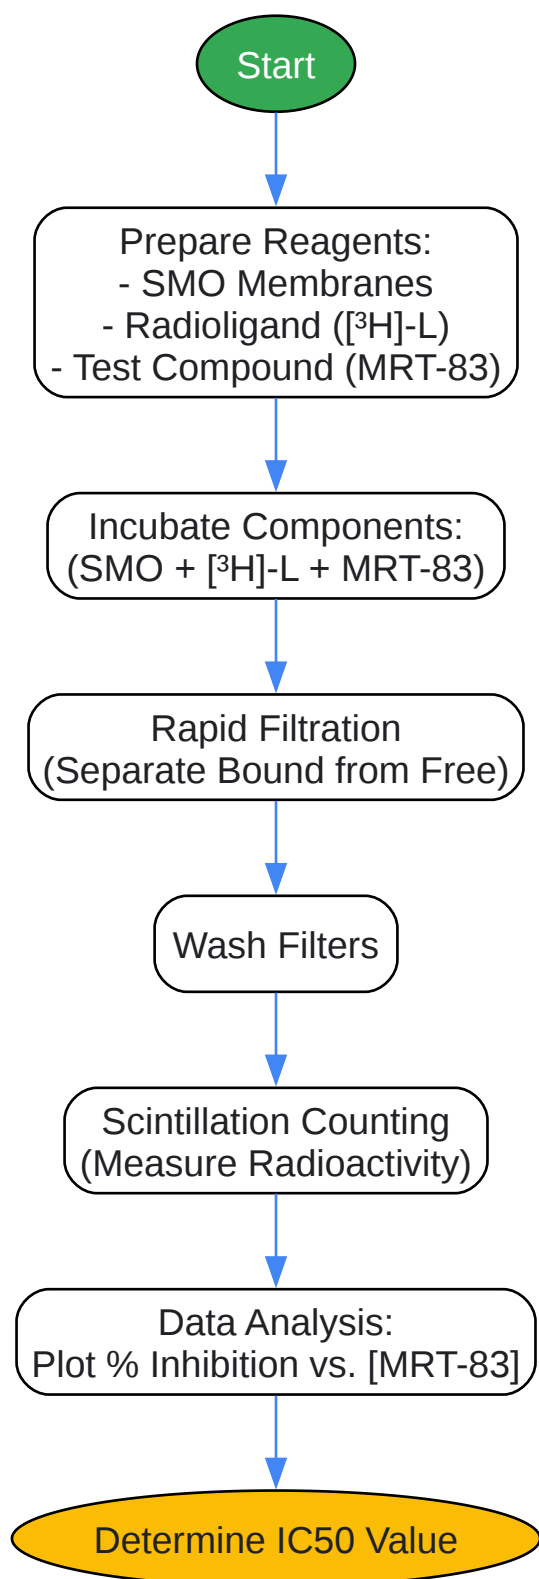 Start
Prepare Reagents:
- SMO Membranes
- Radioligand ([³H]-L)
- Test Compound (MRT-83)
Incubate Components:
(SMO + [³H]-L + MRT-83)
Rapid Filtration
(Separate Bound from Free)
Wash Filters
Scintillation Counting
(Measure Radioactivity)
Data Analysis:
Plot % Inhibition vs. [MRT-83]
Determine IC50 Value